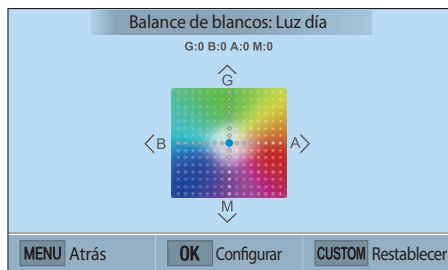 Balance de blancos: Luz día
G:0 B:0 A:0 M:0
G
B A
M
MENU Atrás OK Configurar CUSTOM Restablecer